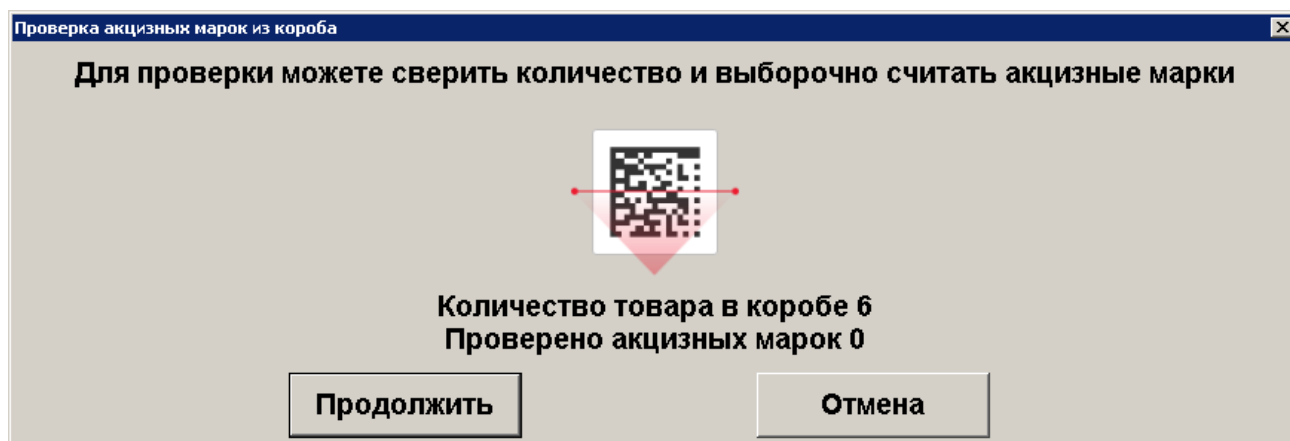 Проверка акцизных марок из короба
Для проверки можете сверить количество и выборочно считать акцизные марки
Количество товара в коробе 6
Проверено акцизных марок 0
Продолжить
Отмена